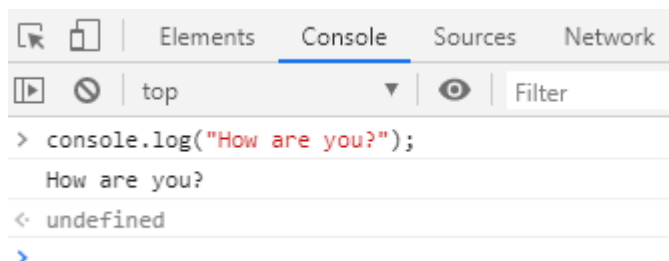 Elements Console Sources Network
top Filter
> console.log("How are you?");
How are you?
undefined
>